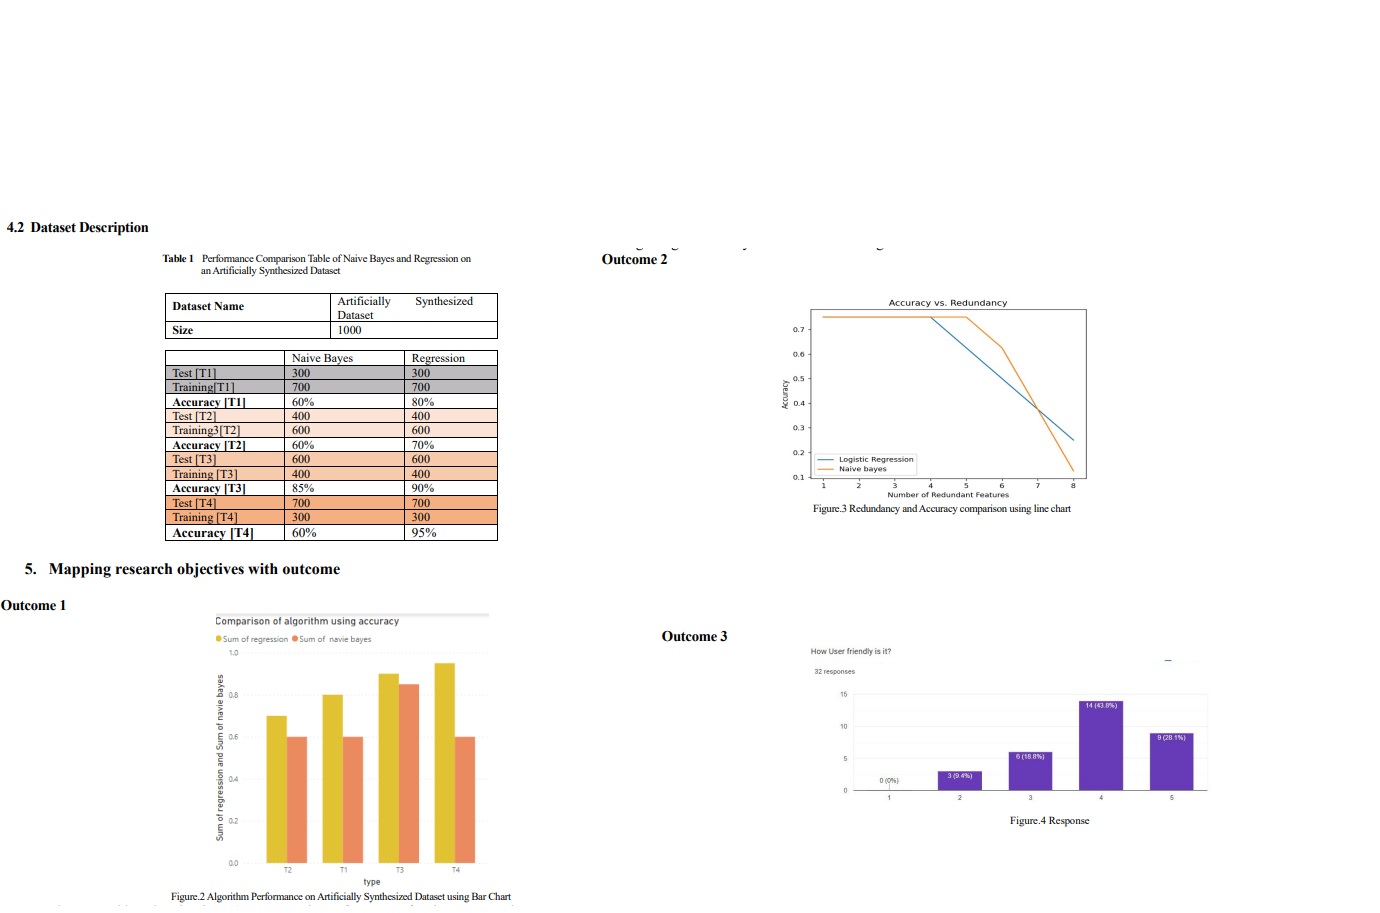 4.2 Dataset Description
Table 1 Performance Comparison Table of Naive Bayes and Regression on
an Artificially Synthesized Dataset
Dataset Name Artificially Synthesized
Dataset
Size 1000
Naive Bayes Regression
Test [T1] 300 300
Training[T1] 700 700
Accuracy [T1] 60% 80%
Test [T2] 400 400
Training3[T2] 600 600
Accuracy [T2] 60% 70%
Test [T3] 600 600
Training [T3] 400 400
Accuracy [T3] 85% 90%
Test [T4] 700 700
Training [T4] 300 300
Accuracy [T4] 60% 95%
5. Mapping research objectives with outcome
Outcome 1
Comparison of algorithm using accuracy
Sum of regression Sum of navie bayes
Sum of regression and Sum of navie bayes
1.0
0.8
0.6
0.4
0.2
0.0
T2 T1 T3 T4
type
Figure.2 Algorithm Performance on Artificially Synthesized Dataset using Bar Chart
Outcome 2
Accuracy vs. Redundancy
Accuracy
0.7
0.6
0.5
0.4
0.3
0.2
0.1
Logistic Regression
Naive bayes
1 2 3 4 5 6 7 8
Number of Redundant Features
Figure.3 Redundancy and Accuracy comparison using line chart
Outcome 3
How User friendly is it?
32 responses
15
10
5
0
0 (0%) 3 (9.4%) 6 (18.8%) 14 (43.8%) 9 (28.1%)
1 2 3 4 5
Figure.4 Response